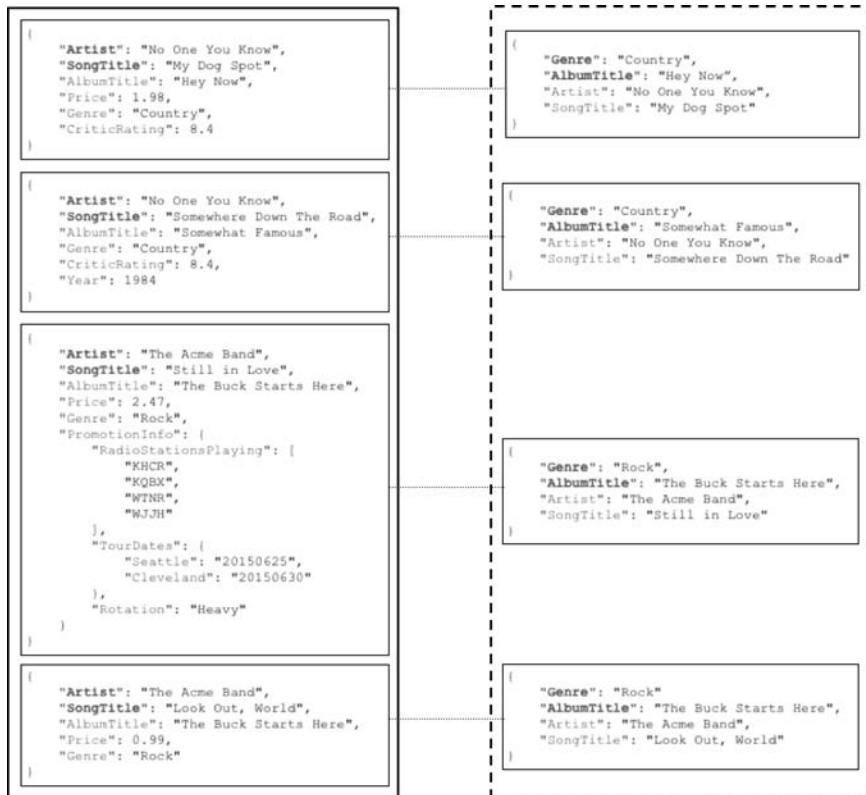 {
"Artist": "No One You Know",
"SongTitle": "My Dog Spot",
"AlbumTitle": "Hey Now",
"Price": 1.98,
"Genre": "Country",
"CriticRating": 8.4
}
{
"Artist": "No One You Know",
"SongTitle": "Somewhere Down The Road",
"AlbumTitle": "Somewhat Famous",
"Genre": "Country",
"CriticRating": 8.4,
"Year": 1984
}
{
"Artist": "The Acme Band",
"SongTitle": "Still in Love",
"AlbumTitle": "The Buck Starts Here",
"Price": 2.47,
"Genre": "Rock",
"PromotionInfo": {
"RadioStationsPlaying": [
"KHCR",
"KQBX",
"WTNR",
"WJJH"
],
"TourDates": {
"Seattle": "20150625",
"Cleveland": "20150630"
},
"Rotation": "Heavy"
}
}
{
"Artist": "The Acme Band",
"SongTitle": "Look Out, World",
"AlbumTitle": "The Buck Starts Here",
"Price": 0.99,
"Genre": "Rock"
}
{
"Genre": "Country",
"AlbumTitle": "Hey Now",
"Artist": "No One You Know",
"SongTitle": "My Dog Spot"
}
{
"Genre": "Country",
"AlbumTitle": "Somewhat Famous",
"Artist": "No One You Know",
"SongTitle": "Somewhere Down The Road"
}
{
"Genre": "Rock",
"AlbumTitle": "The Buck Starts Here",
"Artist": "The Acme Band",
"SongTitle": "Still in Love"
}
{
"Genre": "Rock"
"AlbumTitle": "The Buck Starts Here",
"Artist": "The Acme Band",
"SongTitle": "Look Out, World"
}